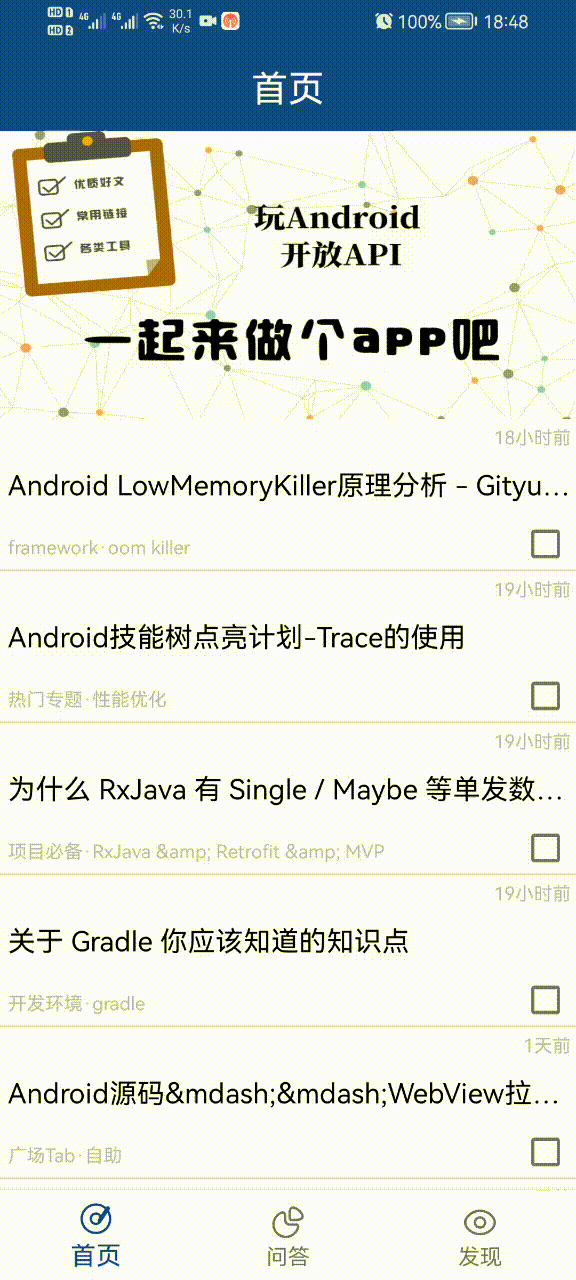 HD 1 4G 4G 30.1 K/s 100% 18:48
HD 2
首页
优质好文
常用链接
各类工具
玩Android
开放API
一起来做个app吧
18小时前
Android LowMemoryKiller原理分析 - Gityu...
framework·oom killer
19小时前
Android技能树点亮计划-Trace的使用
热门专题·性能优化
19小时前
为什么 RxJava 有 Single / Maybe 等单发数...
项目必备·RxJava &amp; Retrofit &amp; MVP
19小时前
关于 Gradle 你应该知道的知识点
开发环境·gradle
1天前
Android源码&mdash;&mdash;WebView拉...
广场Tab·自助
首页
问答
发现